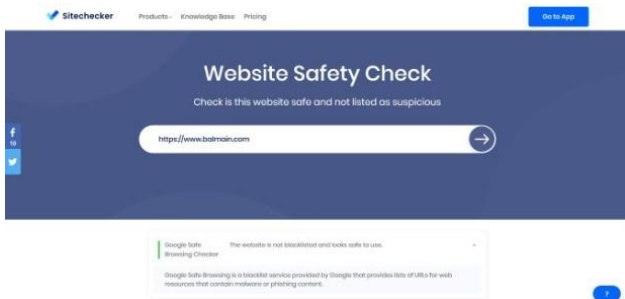 Sitechecker
Products
Knowledge Base
Pricing
Go to App
Website Safety Check
Check is this website safe and not listed as suspicious
f
19
https://www.balmain.com
Google Safe
Browsing Checker
The website is not blacklisted and looks safe to use.
Google Safe Browsing is a blacklist service provided by Google that provides lists of URLs for web
resources that contain malware or phishing content.
?